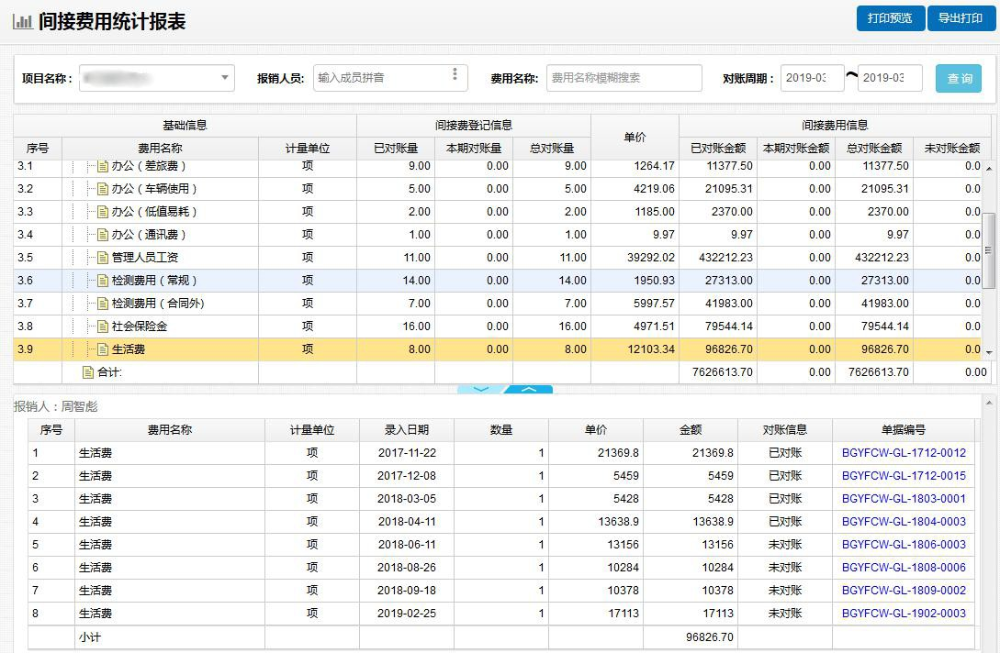 间接费用统计报表
打印预览 导出打印
项目名称： 报销人员: 输入成员拼音 费用名称: 费用名称模糊搜索 对账周期： 2019-03 ~ 2019-03 查 询
基础信息 间接费登记信息 单价 间接费用信息
序号 费用名称 计量单位 已对账量 本期对账量 总对账量 已对账金额 本期对账金额 总对账金额 未对账金额
3.1 办公（差旅费） 项 9.00 0.00 9.00 1264.17 11377.50 0.00 11377.50 0.0
3.2 办公（车辆使用） 项 5.00 0.00 5.00 4219.06 21095.31 0.00 21095.31 0.0
3.3 办公（低值易耗） 项 2.00 0.00 2.00 1185.00 2370.00 0.00 2370.00 0.0
3.4 办公（通讯费） 项 1.00 0.00 1.00 9.97 9.97 0.00 9.97 0.0
3.5 管理人员工资 项 11.00 0.00 11.00 39292.02 432212.23 0.00 432212.23 0.0
3.6 检测费用（常规） 项 14.00 0.00 14.00 1950.93 27313.00 0.00 27313.00 0.0
3.7 检测费用（合同外) 项 7.00 0.00 7.00 5997.57 41983.00 0.00 41983.00 0.0
3.8 社会保险金 项 16.00 0.00 16.00 4971.51 79544.14 0.00 79544.14 0.0
3.9 生活费 项 8.00 0.00 8.00 12103.34 96826.70 0.00 96826.70 0.0
合计: 7626613.70 0.00 7626613.70 0.00
报销人：周智彪
序号 费用名称 计量单位 录入日期 数量 单价 金额 对账信息 单据编号
1 生活费 项 2017-11-22 1 21369.8 21369.8 已对账 BGYFCW-GL-1712-0012
2 生活费 项 2017-12-08 1 5459 5459 已对账 BGYFCW-GL-1712-0015
3 生活费 项 2018-03-05 1 5428 5428 已对账 BGYFCW-GL-1803-0001
4 生活费 项 2018-04-11 1 13638.9 13638.9 已对账 BGYFCW-GL-1804-0003
5 生活费 项 2018-06-11 1 13156 13156 未对账 BGYFCW-GL-1806-0003
6 生活费 项 2018-08-26 1 10284 10284 未对账 BGYFCW-GL-1808-0006
7 生活费 项 2018-09-18 1 10378 10378 未对账 BGYFCW-GL-1809-0002
8 生活费 项 2019-02-25 1 17113 17113 未对账 BGYFCW-GL-1902-0003
小计 96826.70